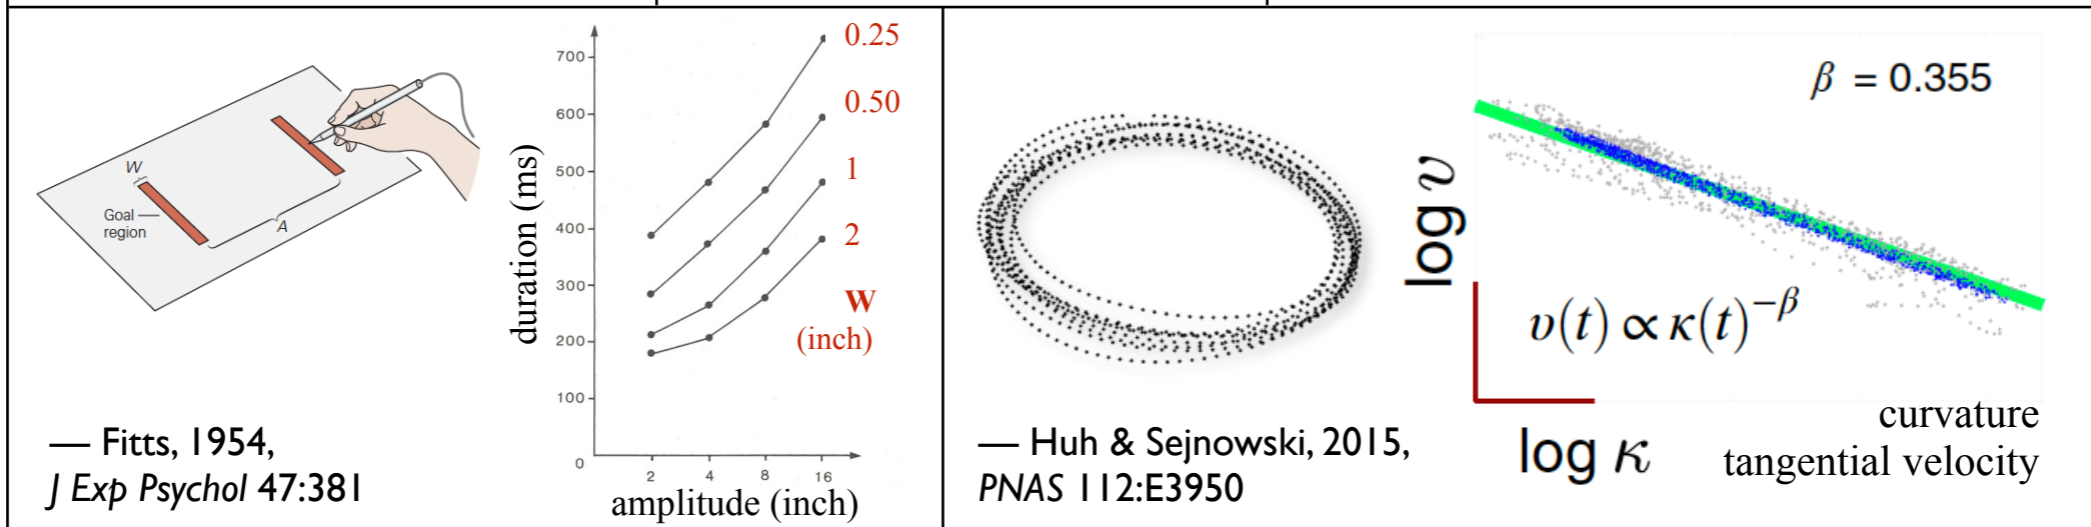 W
Goal
region
A
— Fitts, 1954,
J Exp Psychol 47:381
duration (ms)
700
600
500
400
300
200
100
0
2 4 8 16
amplitude (inch)
0.25
0.50
1
2
W
(inch)
— Huh & Sejnowski, 2015,
PNAS 112:E3950
log υ
β = 0.355
υ(t) ∝ κ(t)^−β
log κ
curvature
tangential velocity